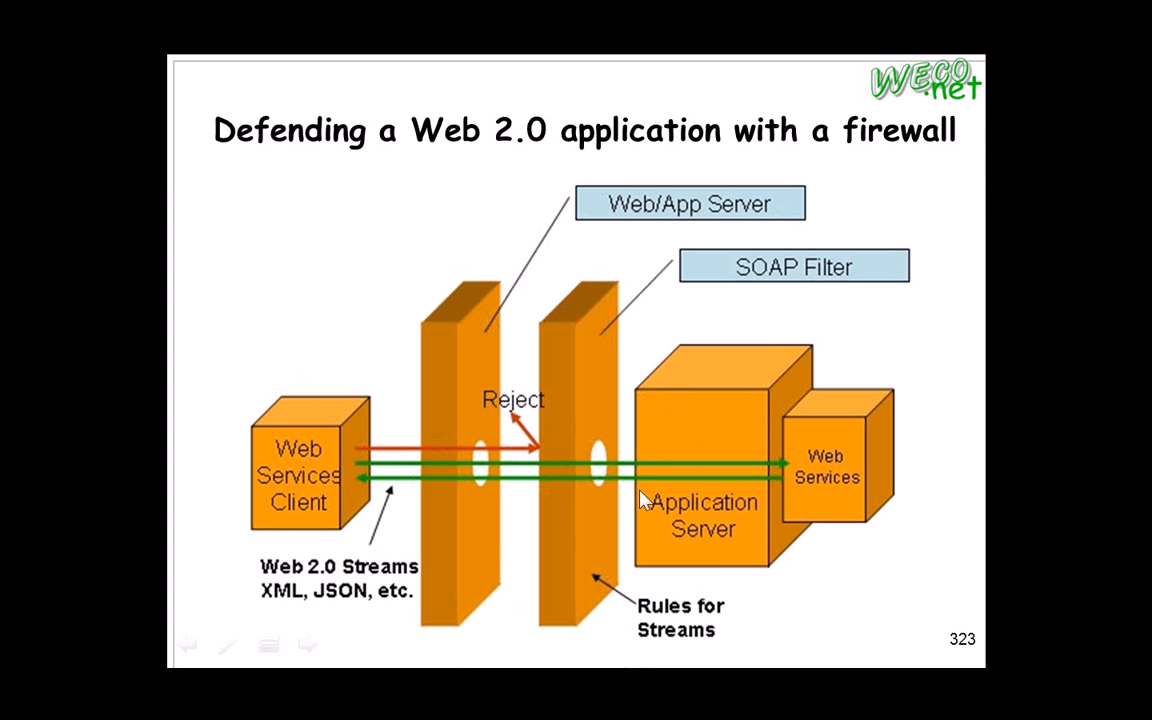 WECO
.net
Defending a Web 2.0 application with a firewall
Web/App Server
SOAP Filter
Reject
Web
Services
Client
Web
Services
Application
Server
Web 2.0 Streams
XML, JSON, etc.
Rules for
Streams
323